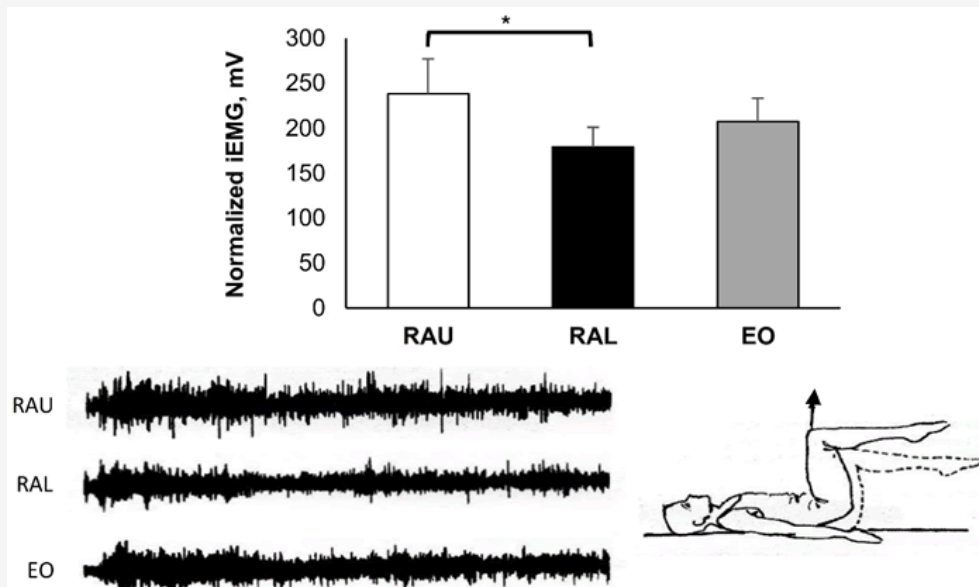 *
Normalized iEMG, mV
300
250
200
150
100
50
0
RAU RAL EO
RAU
RAL
EO